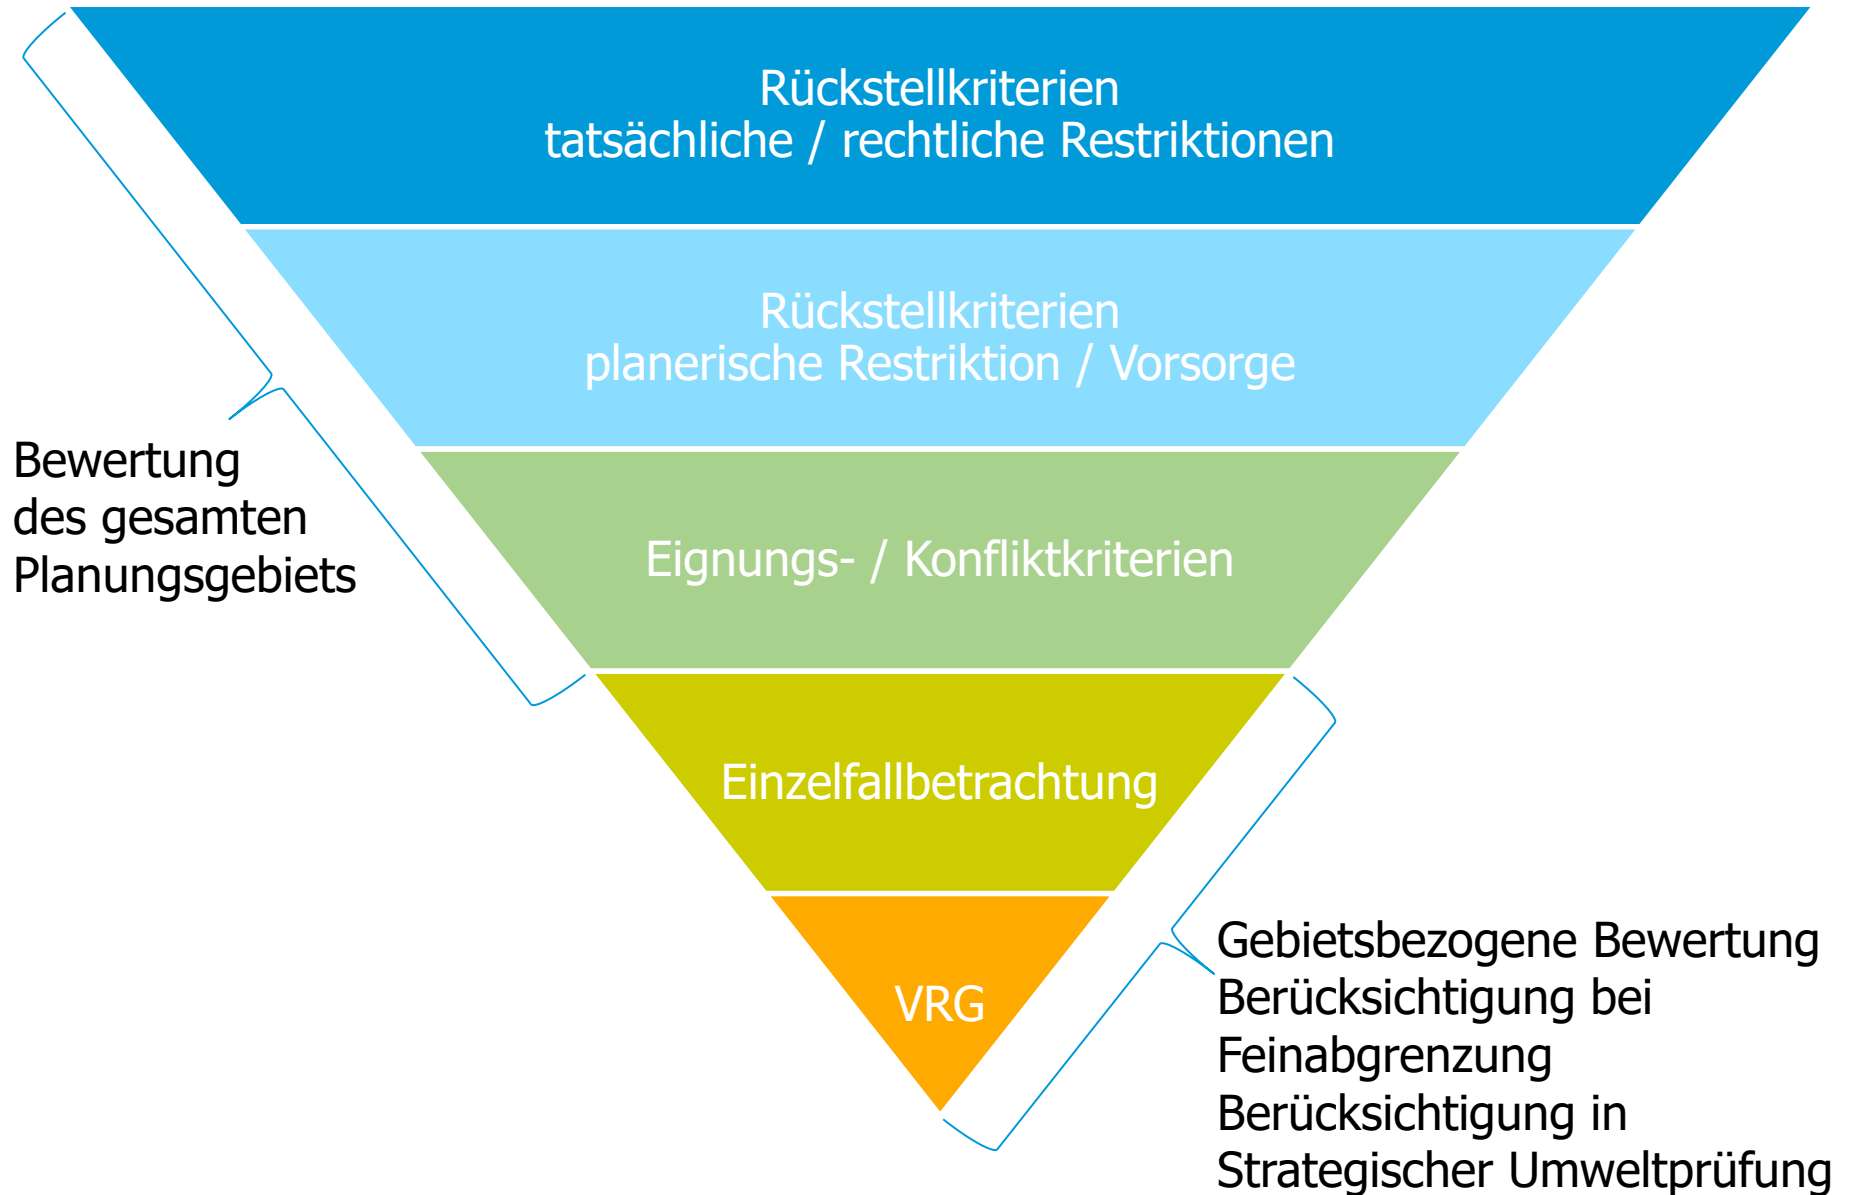 Rückstellkriterien
tatsächliche / rechtliche Restriktionen
Rückstellkriterien
planerische Restriktion / Vorsorge
Bewertung
des gesamten
Planungsgebiets
Eignungs- / Konfliktkriterien
Einzelfallbetrachtung
VRG
Gebietsbezogene Bewertung
Berücksichtigung bei
Feinabgrenzung
Berücksichtigung in
Strategischer Umweltprüfung